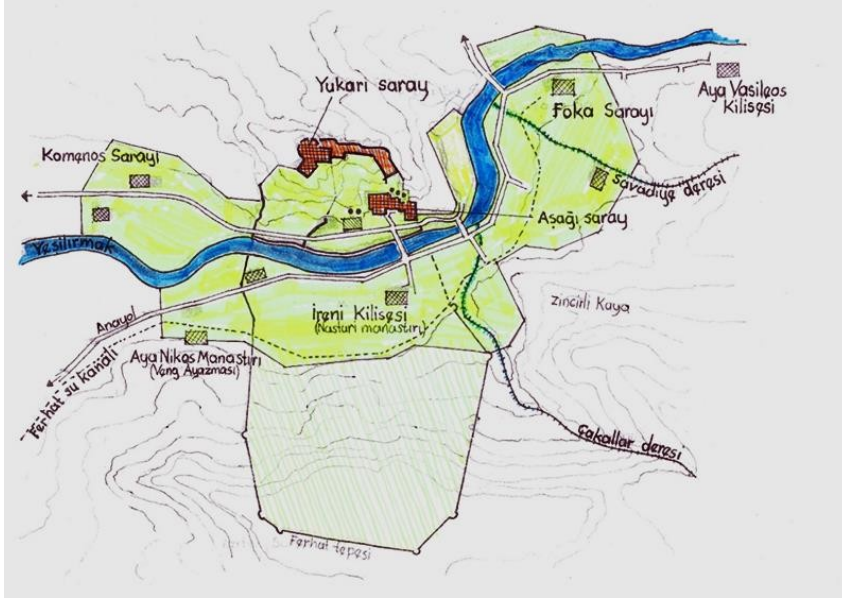 Yukarı saray
Foka Sarayı
Aya Vasileos
Kilisesi
Komenos Sarayı
Savadiye deresi
Aşağı saray
Yeşilırmak
İreni Kilisesi
(Nasturi manastırı)
Zincirli Kaya
Anayol
Aya Nikos Manastırı
(Veng Ayazması)
Ferhat su kanalı
Çakallar deresi
Ferhat tepesi